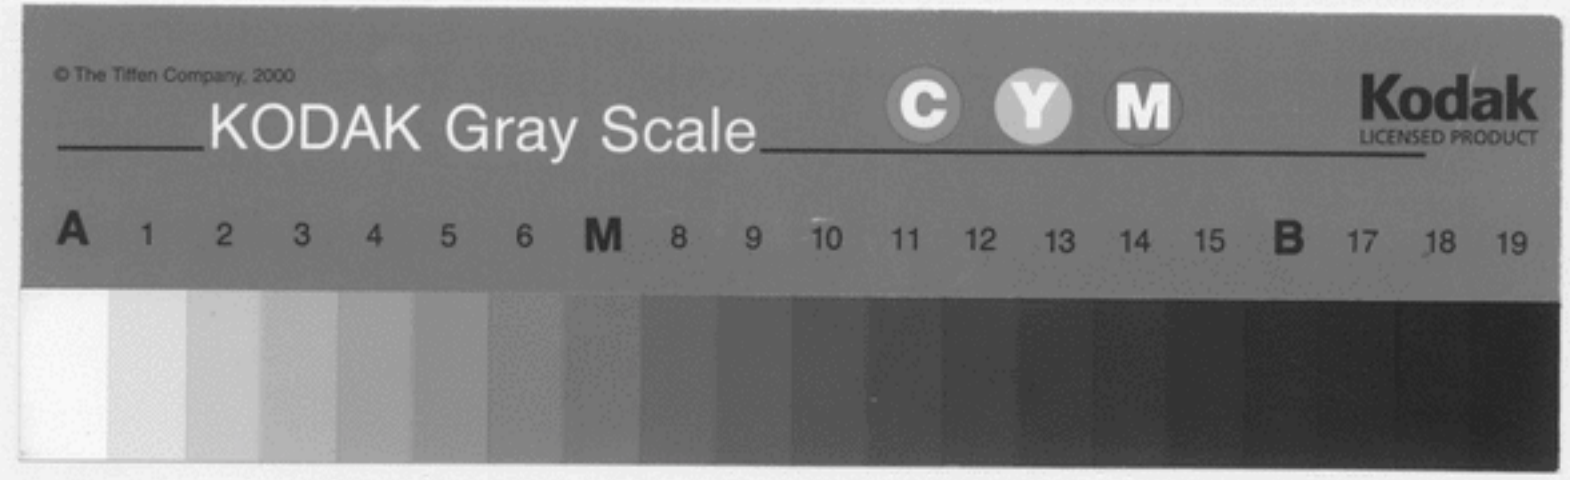 © The Tiffen Company, 2000
KODAK Gray Scale
C Y M
Kodak
LICENSED PRODUCT
A 1 2 3 4 5 6 M 8 9 10 11 12 13 14 15 B 17 18 19